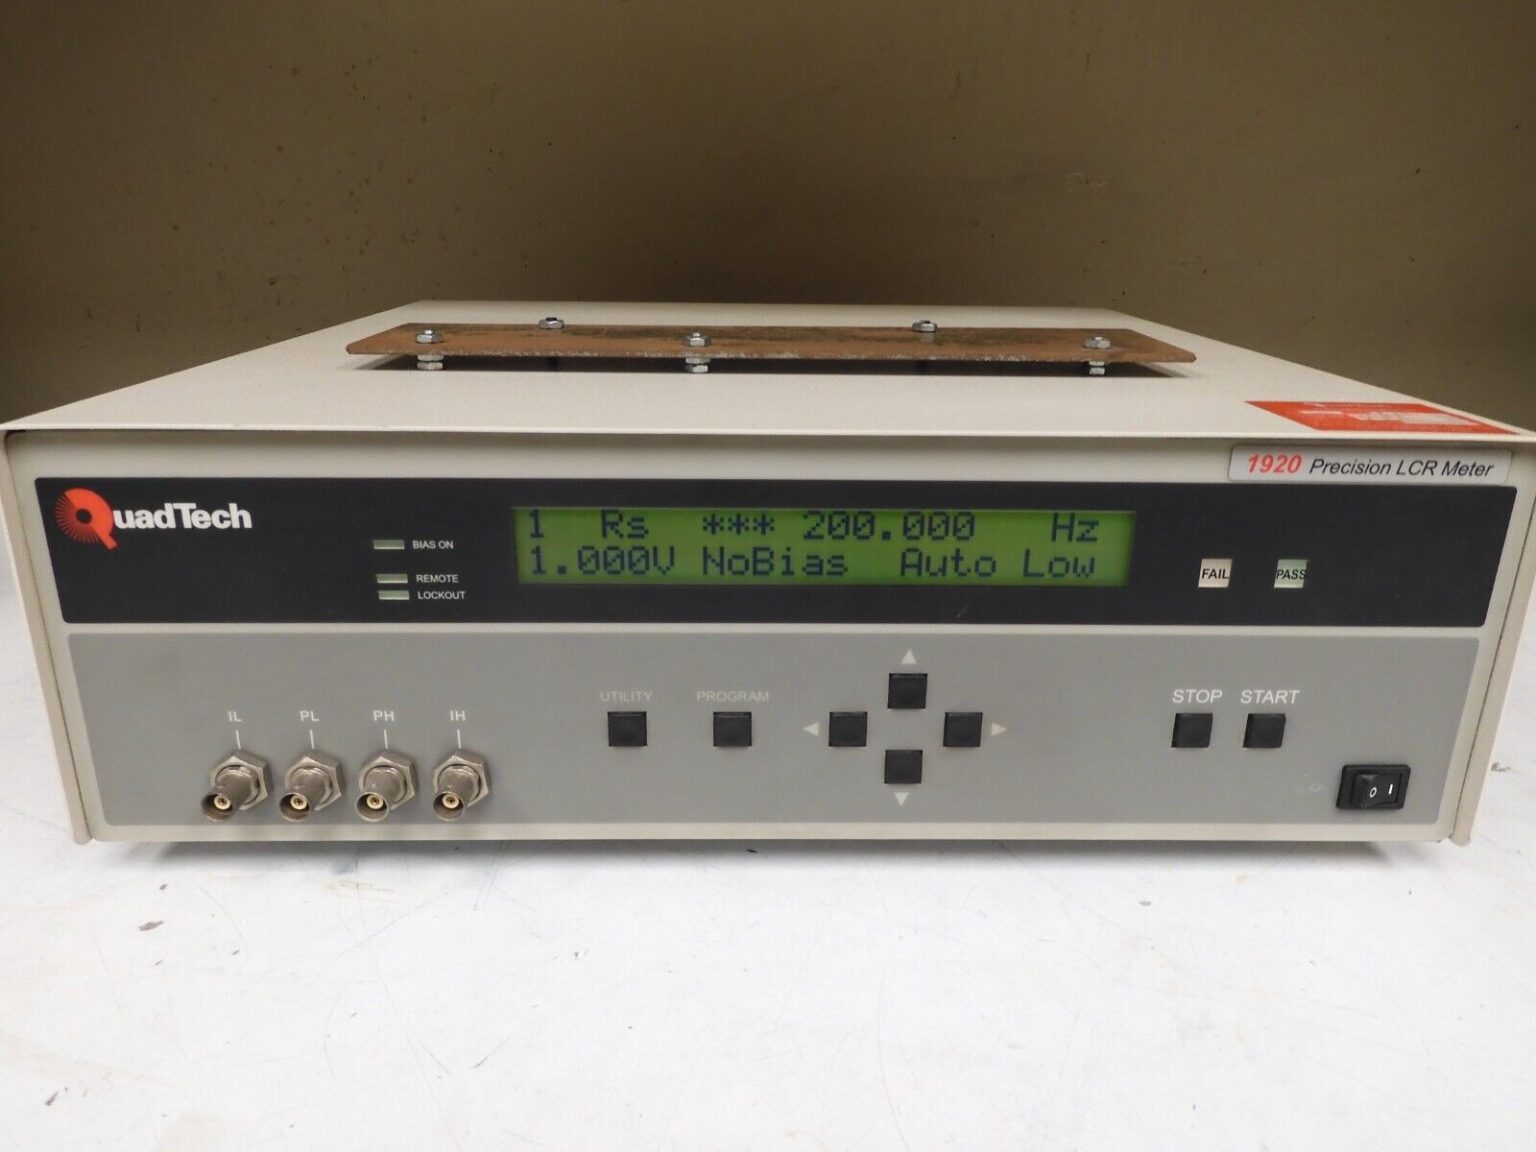 1920 Precision LCR Meter
QuadTech
BIAS ON
REMOTE
LOCKOUT
1 Rs *** 200.000 Hz
1.000V NoBias Auto Low
FAIL
PASS
IL PL PH IH
UTILITY PROGRAM
STOP START
O I